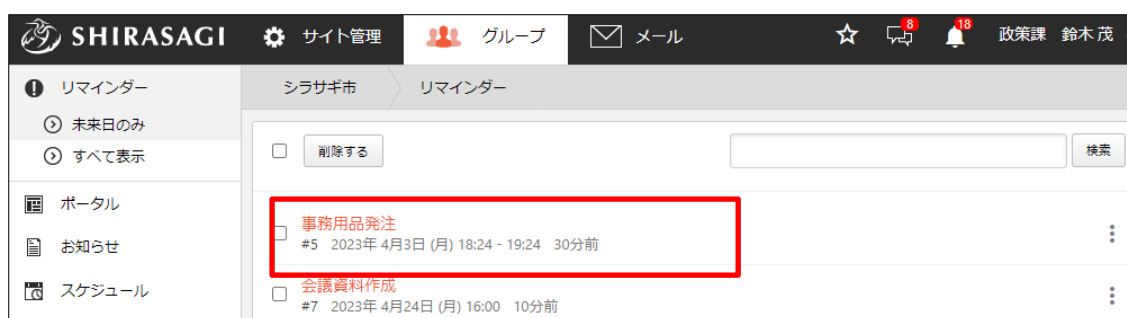 SHIRASAGI サイト管理 グループ メール 8 18 政策課 鈴木 茂
リマインダー
未来日のみ
すべて表示
ポータル
お知らせ
スケジュール
シラサギ市 リマインダー
削除する 検索
事務用品発注
#5 2023年 4月3日 (月) 18:24 - 19:24 30分前
会議資料作成
#7 2023年 4月24日 (月) 16:00 10分前